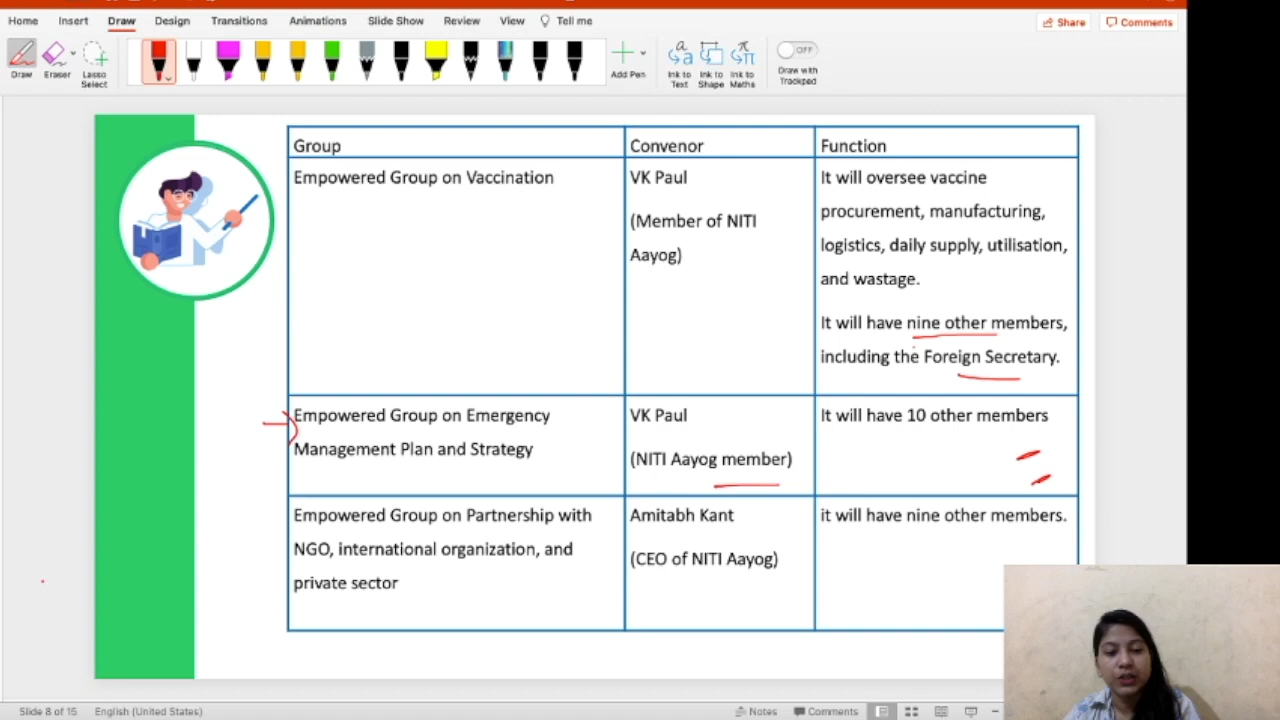 Home Insert Draw Design Transitions Animations Slide Show Review View Tell me Share Comments
Draw Eraser Lasso Select Add Pen Ink to Text Ink to Shape Ink to Maths Draw with Trackpad OFF
Group Convenor Function
Empowered Group on Vaccination
VK Paul
(Member of NITI
Aayog)
It will oversee vaccine
procurement, manufacturing,
logistics, daily supply, utilisation,
and wastage.
It will have nine other members,
including the Foreign Secretary.
Empowered Group on Emergency
Management Plan and Strategy
VK Paul
(NITI Aayog member)
It will have 10 other members
Empowered Group on Partnership with
NGO, international organization, and
private sector
Amitabh Kant
(CEO of NITI Aayog)
it will have nine other members.
Slide 8 of 15 English (United States) Notes Comments